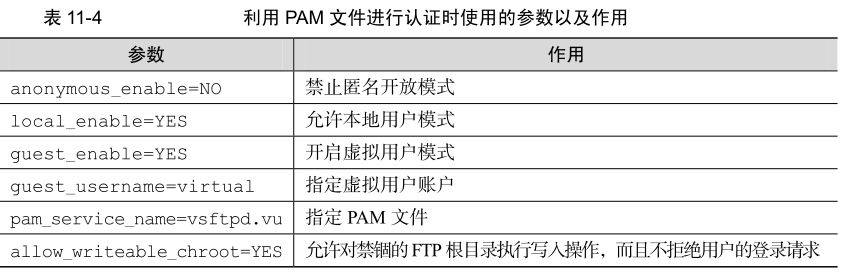 表 11-4 利用 PAM 文件进行认证时使用的参数以及作用
参数 作用
anonymous_enable=NO 禁止匿名开放模式
local_enable=YES 允许本地用户模式
guest_enable=YES 开启虚拟用户模式
guest_username=virtual 指定虚拟用户账户
pam_service_name=vsftpd.vu 指定 PAM 文件
allow_writeable_chroot=YES 允许对禁锢的 FTP 根目录执行写入操作，而且不拒绝用户的登录请求